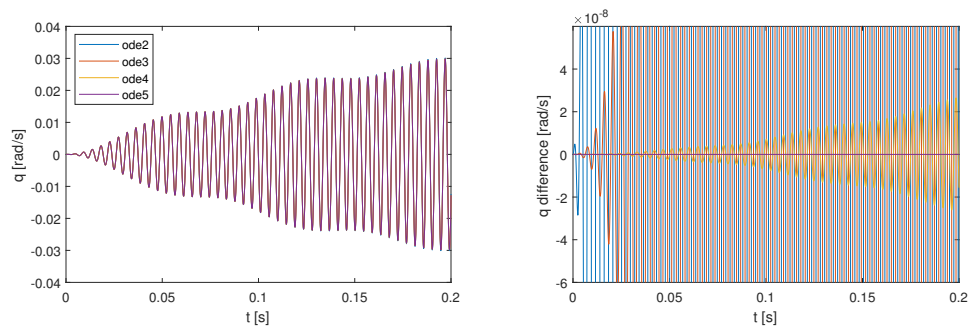 0.04
0.03
0.02
0.01
0
-0.01
-0.02
-0.03
-0.04
q [rad/s]
ode2
ode3
ode4
ode5
0 0.05 0.1 0.15 0.2
t [s]
×10-8
6
4
2
0
-2
-4
-6
q difference [rad/s]
0 0.05 0.1 0.15 0.2
t [s]